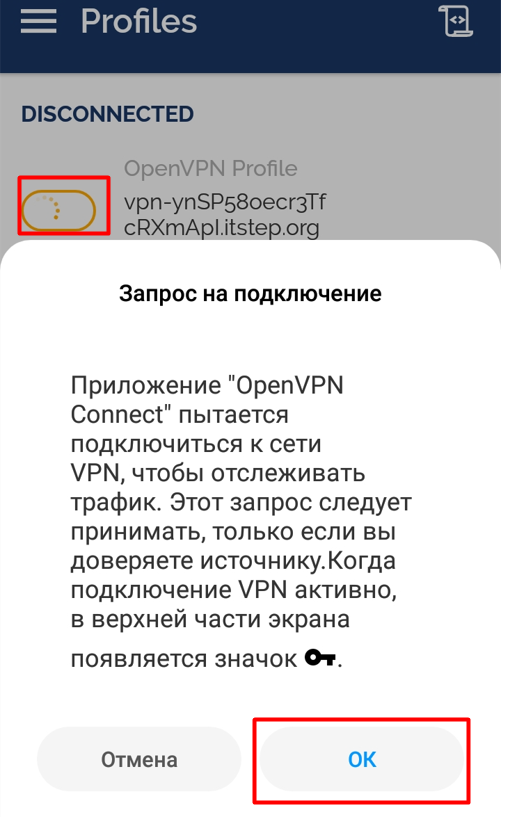 Profiles
DISCONNECTED
OpenVPN Profile
vpn-ynSP58oecr3Tf
cRXmApI.itstep.org
Запрос на подключение
Приложение "OpenVPN
Connect" пытается
подключиться к сети
VPN, чтобы отслеживать
трафик. Этот запрос следует
принимать, только если вы
доверяете источнику.Когда
подключение VPN активно,
в верхней части экрана
появляется значок .
Отмена
ОК